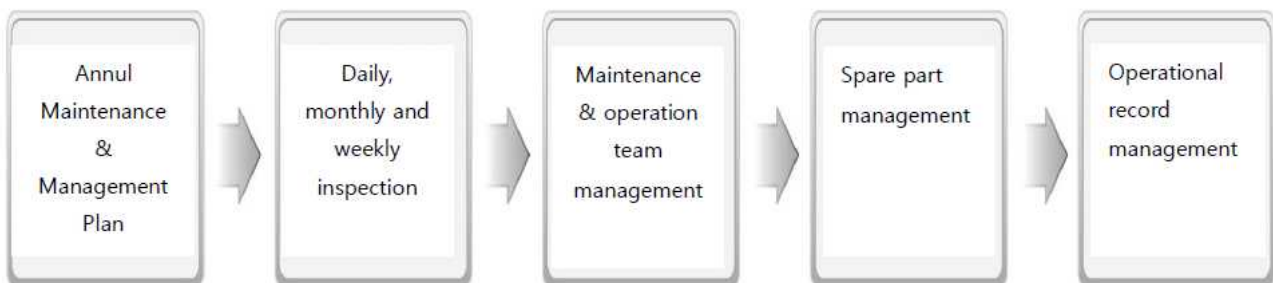 Annul
Maintenance
&
Management
Plan
Daily,
monthly and
weekly
inspection
Maintenance
& operation
team
management
Spare part
management
Operational
record
management